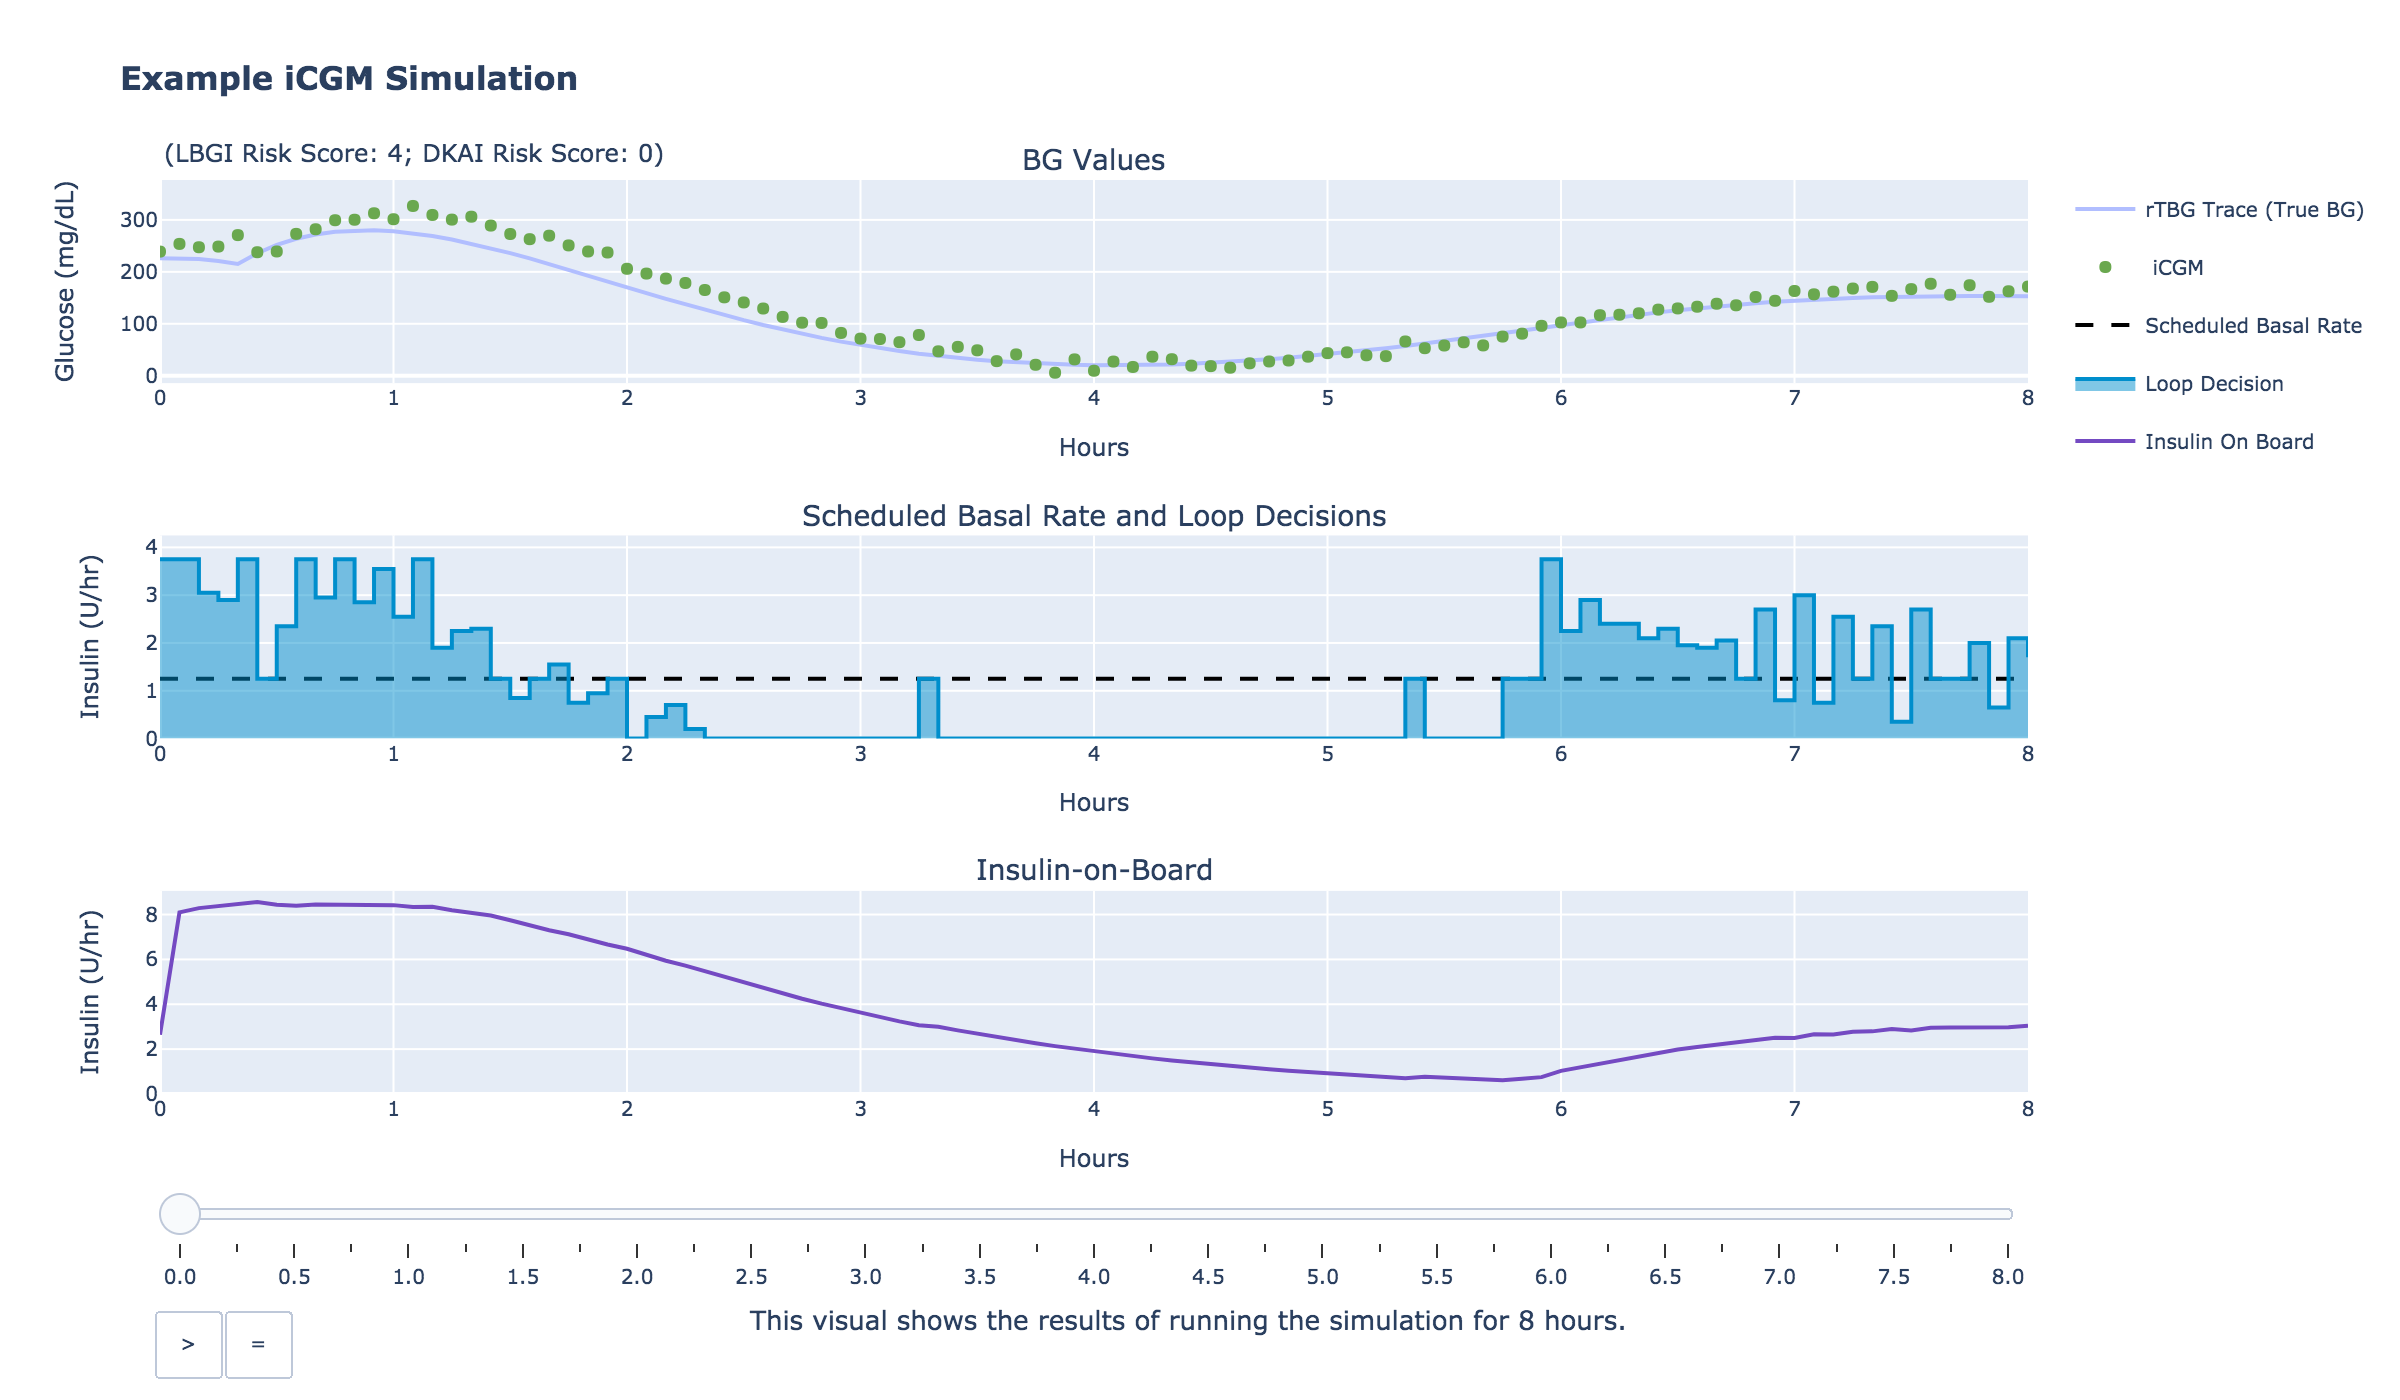 Example iCGM Simulation
(LBGI Risk Score: 4; DKAI Risk Score: 0)
BG Values
Glucose (mg/dL)
300
200
100
0
0 1 2 3 4 5 6 7 8
Hours
rTBG Trace (True BG)
iCGM
Scheduled Basal Rate
Loop Decision
Insulin On Board
Scheduled Basal Rate and Loop Decisions
Insulin (U/hr)
4
3
2
1
0
0 1 2 3 4 5 6 7 8
Hours
Insulin-on-Board
Insulin (U/hr)
8
6
4
2
0
0 1 2 3 4 5 6 7 8
Hours
0.0 0.5 1.0 1.5 2.0 2.5 3.0 3.5 4.0 4.5 5.0 5.5 6.0 6.5 7.0 7.5 8.0
This visual shows the results of running the simulation for 8 hours.
> =